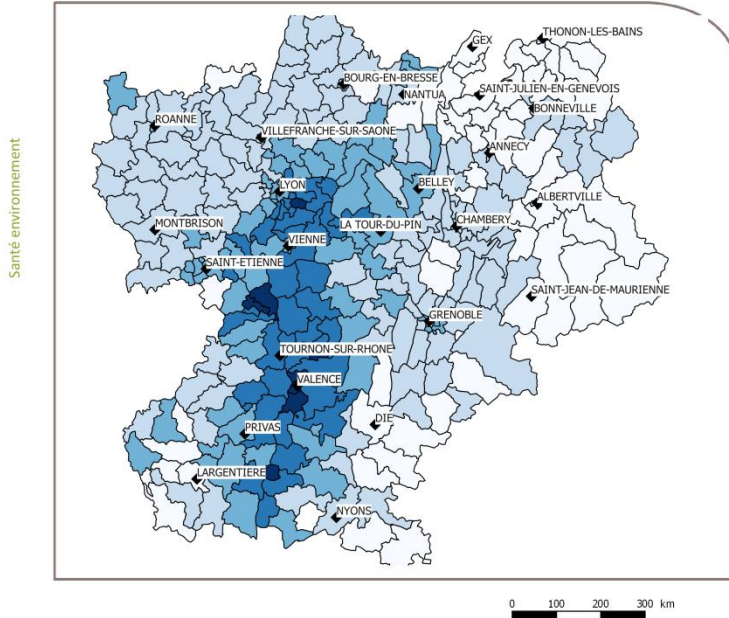 Santé environnement
THONON-LES-BAINS
GEX
BOURG-EN-BRESSE
NANTUA
SAINT-JULIEN-EN-GENEVOIS
BONNEVILLE
ROANNE
VILLEFRANCHE-SUR-SAONE
ANNECY
LYON
BELLEY
ALBERTVILLE
MONTBRISON
LA TOUR-DU-PIN
CHAMBERY
VIENNE
SAINT-ETIENNE
SAINT-JEAN-DE-MAURIENNE
GRENOBLE
TOURNON-SUR-RHONE
VALENCE
DIE
PRIVAS
LARGENTIERE
NYONS
0 100 200 300 km